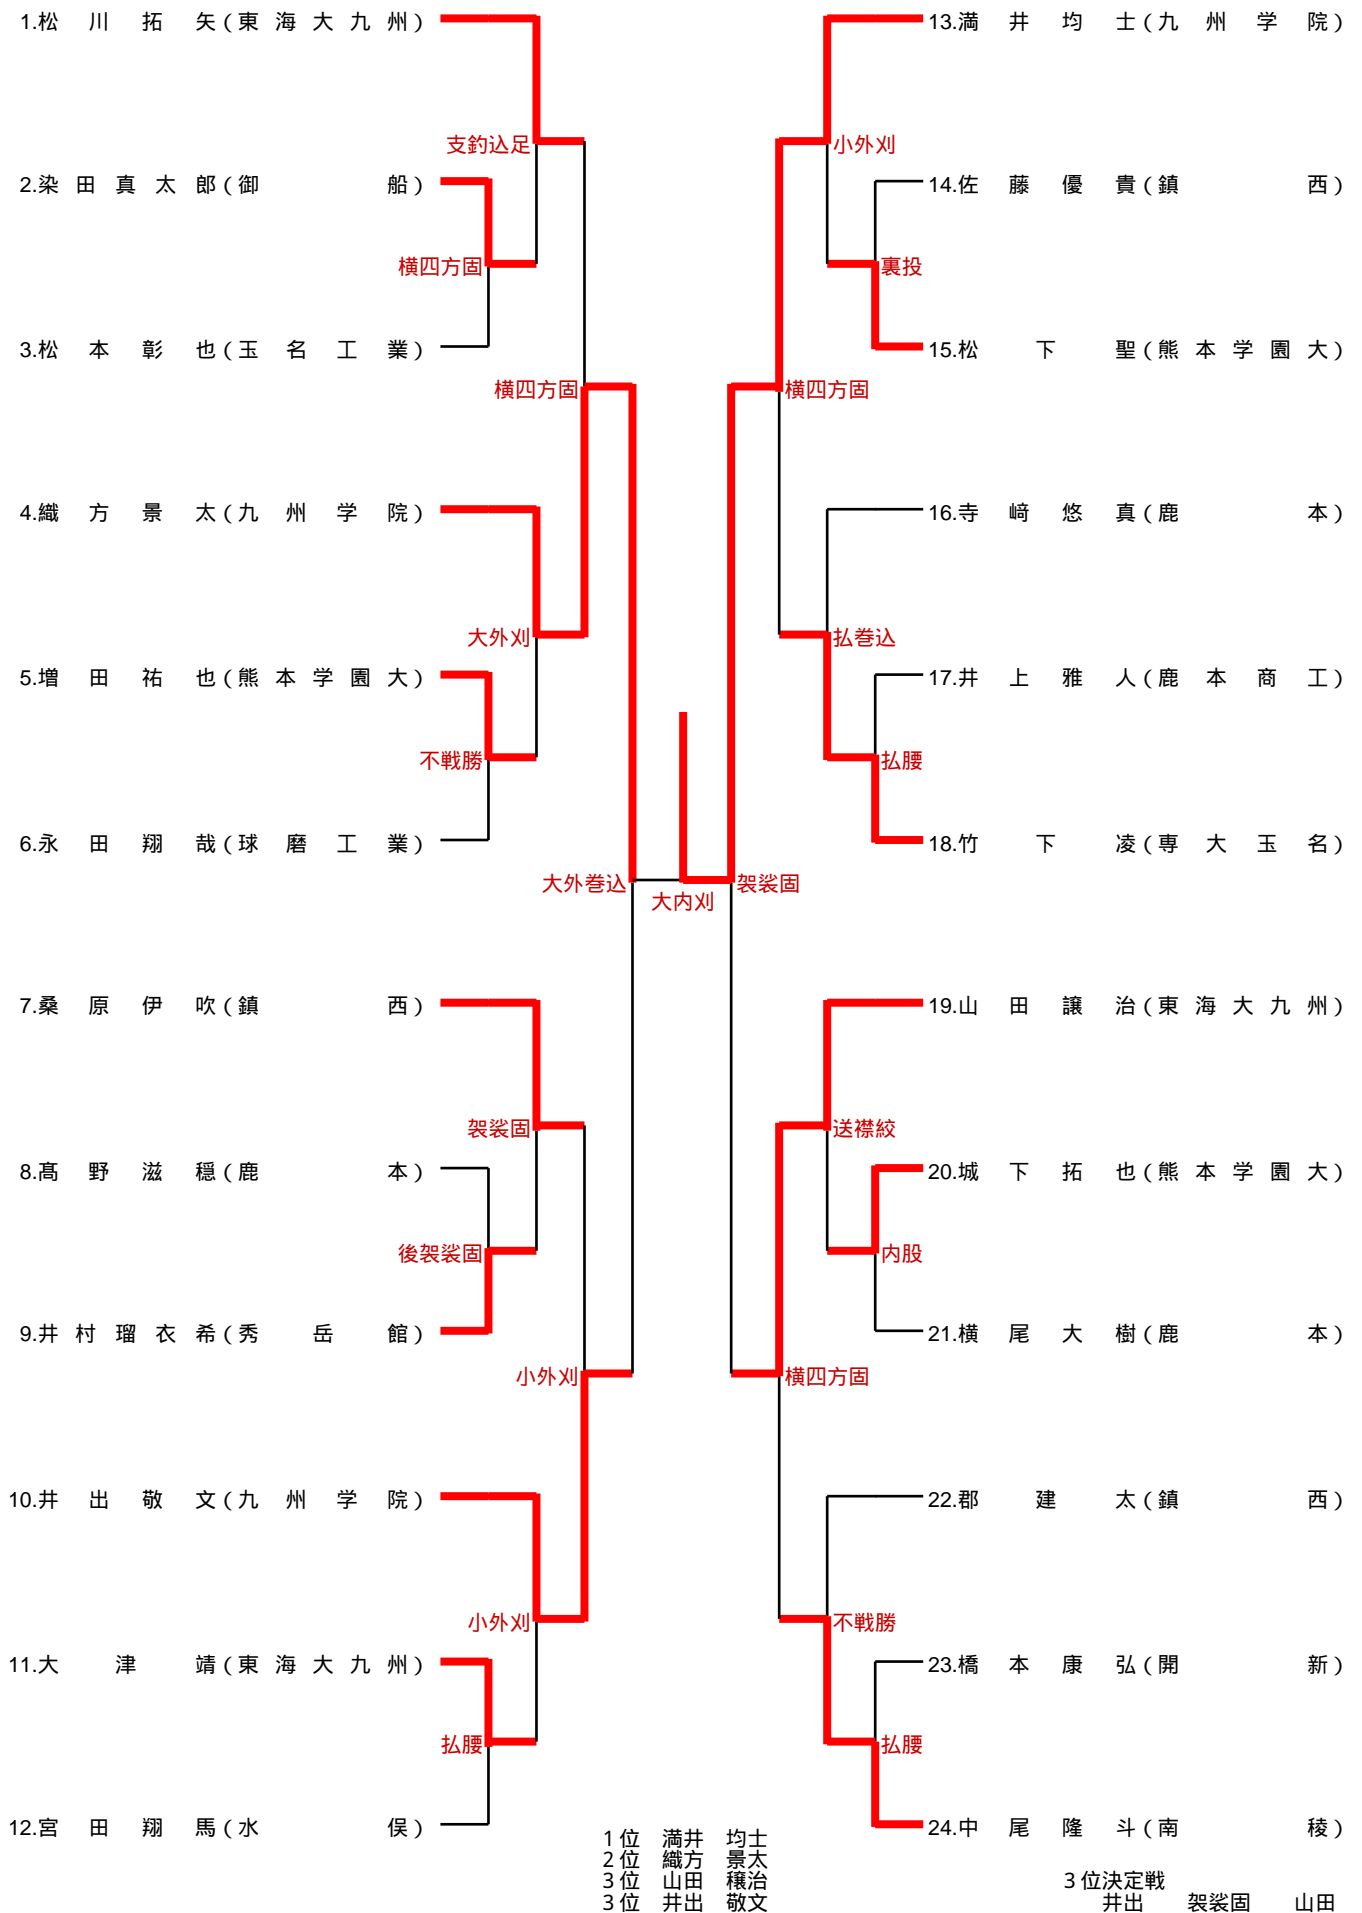 1.松川拓矢(東海大九州)
支釣込足
2.染田真太郎(御船)
横四方固
3.松本彰也(玉名工業)
横四方固
4.織方景太(九州学院)
大外刈
5.増田祐也(熊本学園大)
不戦勝
6.永田翔哉(球磨工業)
大外巻込
7.桑原伊吹(鎮西)
袈裟固
8.髙野滋穏(鹿本)
後袈裟固
9.井村瑠衣希(秀岳館)
小外刈
10.井出敬文(九州学院)
小外刈
11.大津靖(東海大九州)
払腰
12.宮田翔馬(水俣)
大内刈
13.満井均士(九州学院)
小外刈
14.佐藤優貴(鎮西)
裏投
15.松下聖(熊本学園大)
横四方固
16.寺﨑悠真(鹿本)
払巻込
17.井上雅人(鹿本商工)
払腰
18.竹下凌(専大玉名)
袈裟固
19.山田譲治(東海大九州)
送襟絞
20.城下拓也(熊本学園大)
内股
21.横尾大樹(鹿本)
横四方固
22.郡建太(鎮西)
不戦勝
23.橋本康弘(開新)
払腰
24.中尾隆斗(南稜)
1位 満井 均士
2位 織方 景太
3位 山田 穣治
3位 井出 敬文
3位決定戦
井出 袈裟固 山田